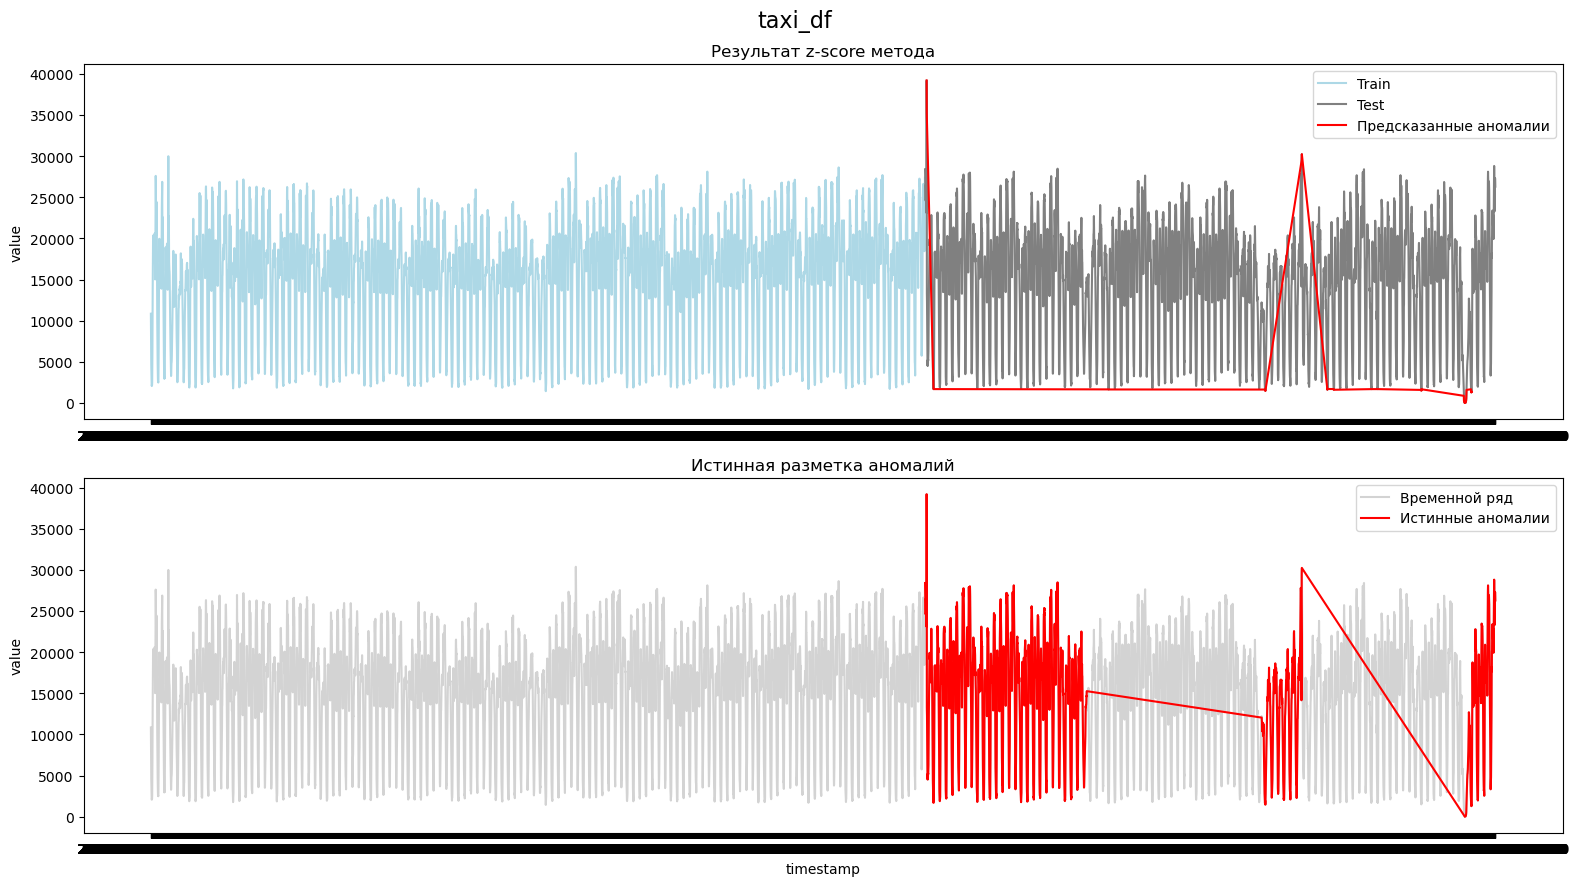 taxi_df
Результат z-score метода
40000
35000
30000
25000
20000
15000
10000
5000
0
value
Train
Test
Предсказанные аномалии
Истинная разметка аномалий
40000
35000
30000
25000
20000
15000
10000
5000
0
value
Временной ряд
Истинные аномалии
timestamp